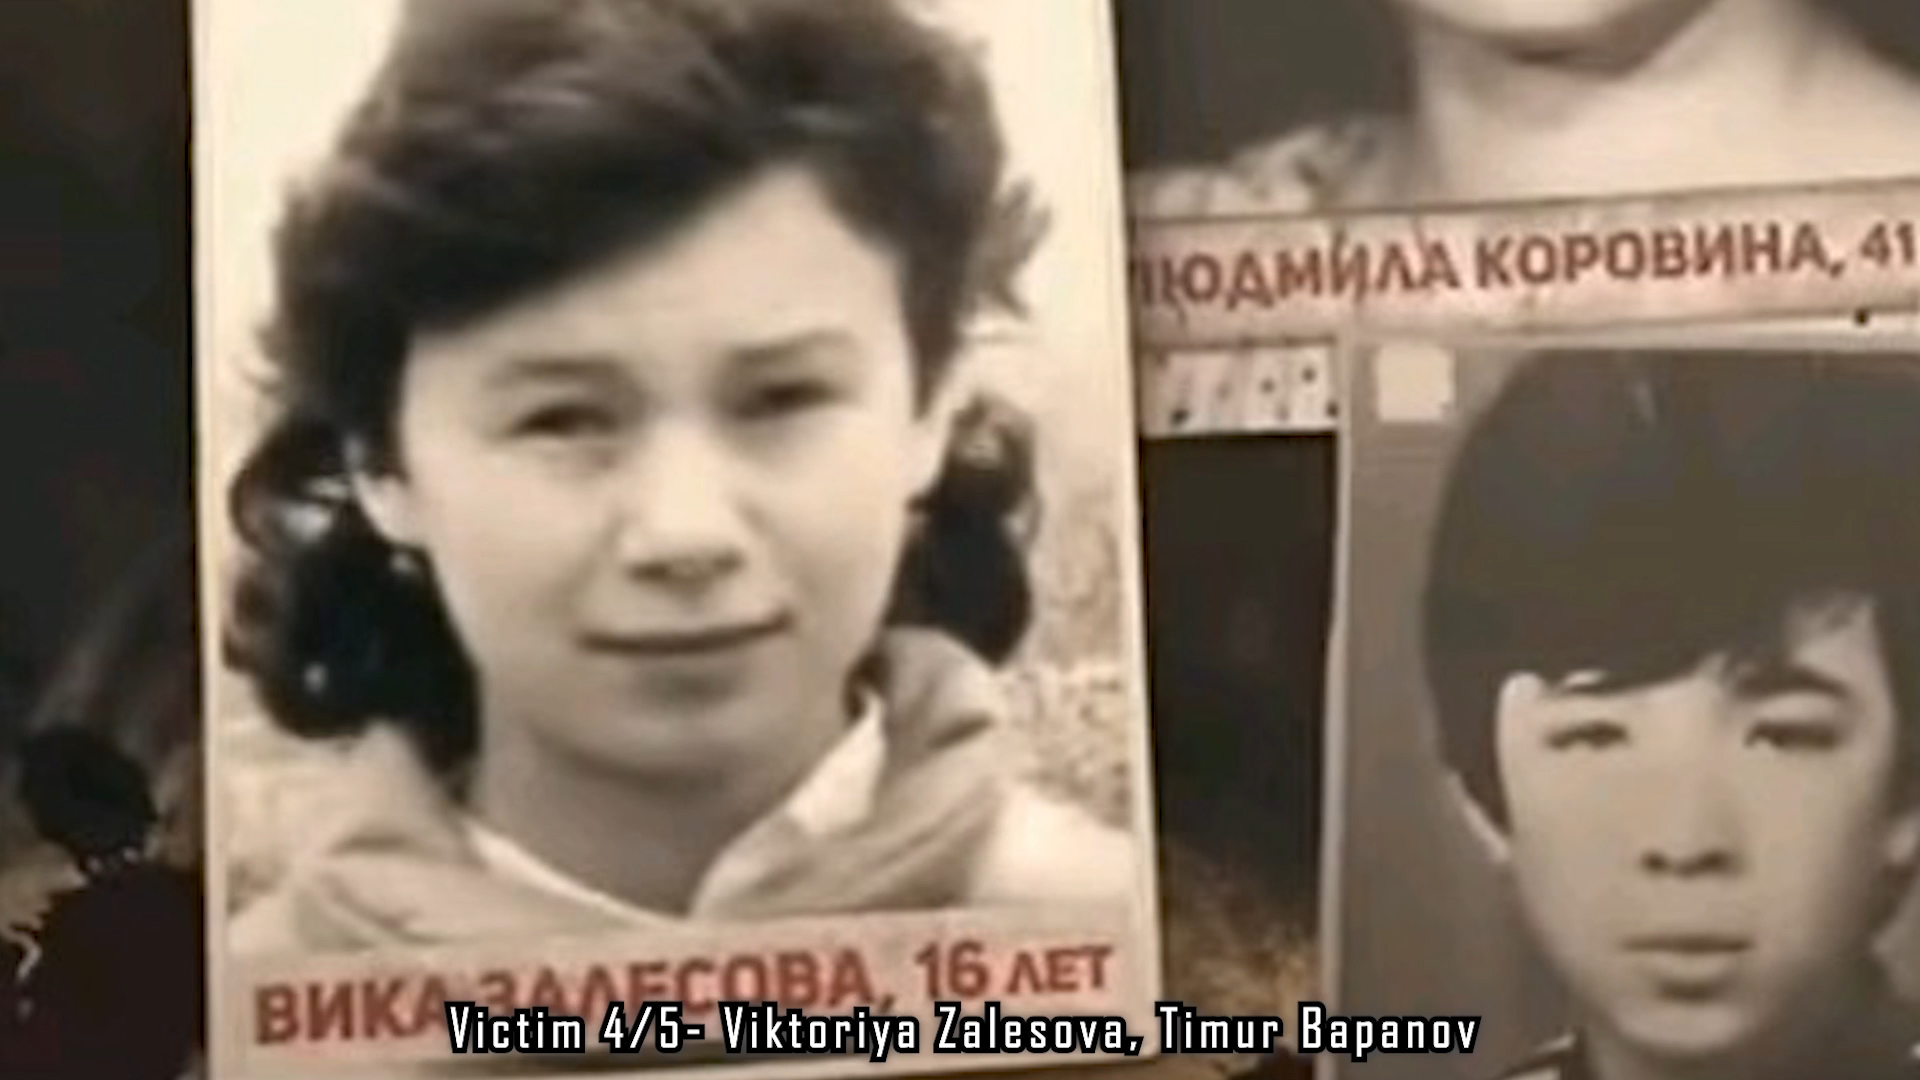 ЛЮДМИЛА КОРОВИНА, 41
ВИКА ЗАЛЕСОВА, 16 ЛЕТ
Victim 4/5- Viktoriya Zalesova, Timur Bapanov